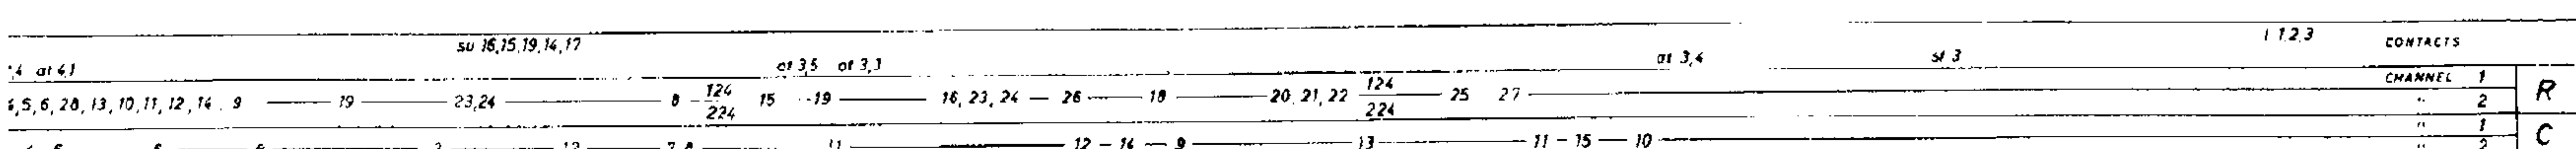 su 16,15,19,14,17 1 1,2,3 CONTACTS
at 4,1 at 3,5 at 3,1 at 3,4 st 3
CHANNEL 1
5, 6, 28, 13, 10, 11, 12, 14 9 19 23,24 8 124 224 15 19 16, 23, 24 26 18 20, 21, 22 124 224 25 27 " 2 R
" 1
11 12 14 9 13 11 15 10 " 2 C